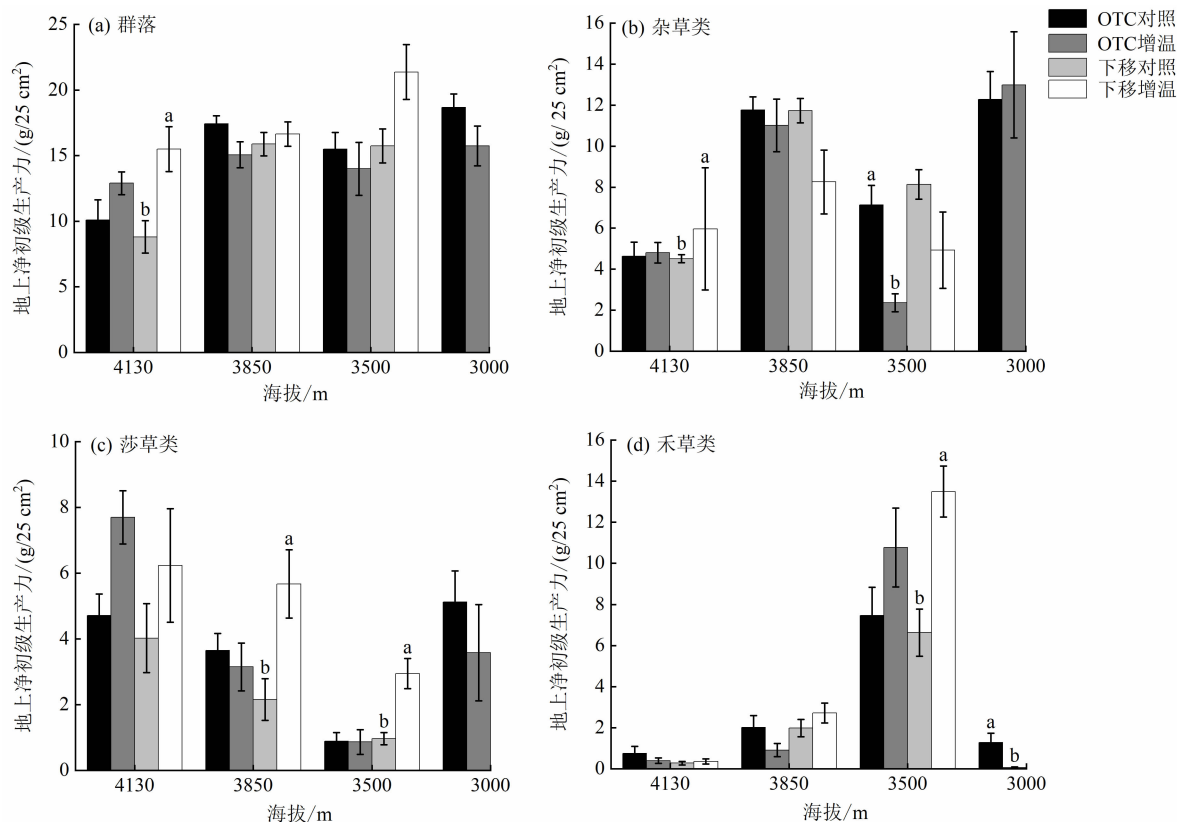 (a) 群落
25
20
15
10
5
0
地上净初级生产力/(g/25 cm²)
a
b
4130 3850 3500 3000
海拔/m
(b) 杂草类
16
14
12
10
8
6
4
2
0
地上净初级生产力/(g/ 25 cm²)
a
b
a
b
4130 3850 3500 3000
海拔/m
OTC对照
OTC增温
下移对照
下移增温
(c) 莎草类
10
8
6
4
2
0
地上净初级生产力/(g/25 cm²)
a
b
a
b
4130 3850 3500 3000
海拔/m
(d) 禾草类
16
14
12
10
8
6
4
2
0
地上净初级生产力/(g/25 cm²)
a
b
a
b
4130 3850 3500 3000
海拔/m